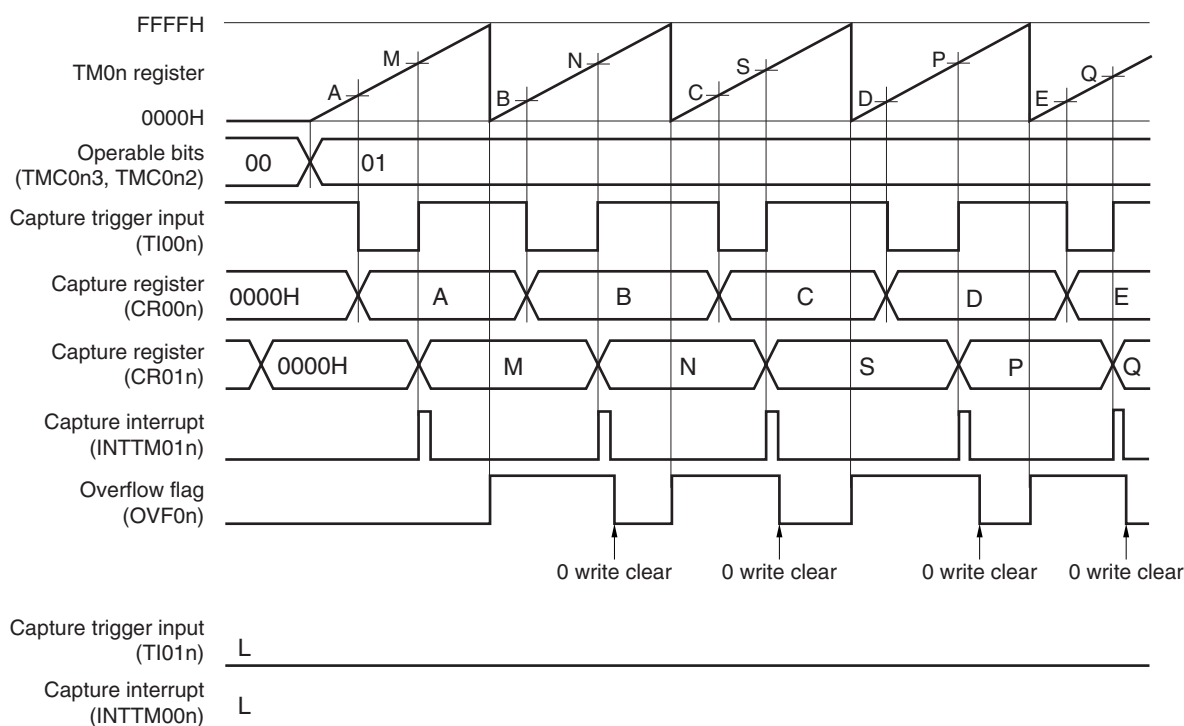 FFFFH
TM0n register
0000H
A M B N C S D P E Q
Operable bits
(TMC0n3, TMC0n2)
00 01
Capture trigger input
(TI00n)
Capture register
(CR00n)
0000H A B C D E
Capture register
(CR01n)
0000H M N S P Q
Capture interrupt
(INTTM01n)
Overflow flag
(OVF0n)
0 write clear 0 write clear 0 write clear 0 write clear
Capture trigger input
(TI01n)
L
Capture interrupt
(INTTM00n)
L